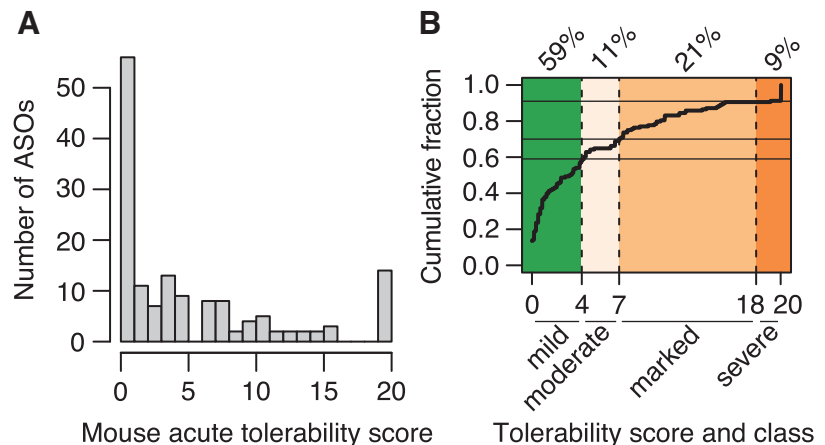 A
Number of ASOs
50
40
30
20
10
0
0 5 10 15 20
Mouse acute tolerability score
B
59% 11% 21% 9%
Cumulative fraction
1.0
0.8
0.6
0.4
0.2
0.0
0 4 7 18 20
mild moderate marked severe
Tolerability score and class